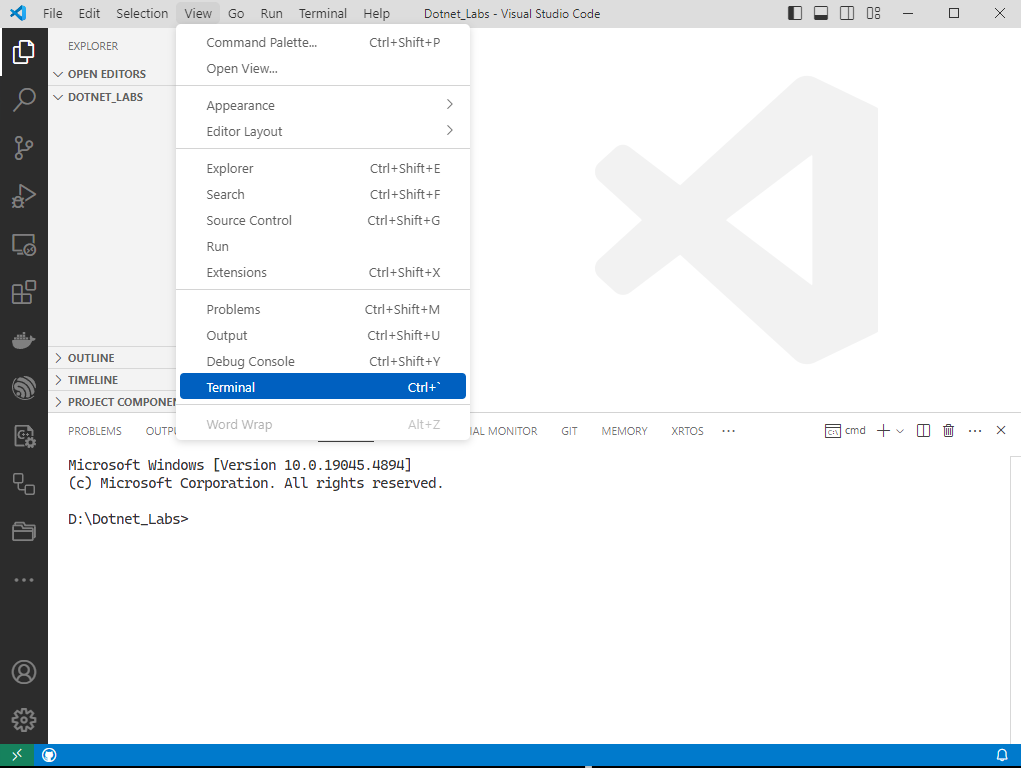 File Edit Selection View Go Run Terminal Help Dotnet_Labs - Visual Studio Code
EXPLORER
OPEN EDITORS
DOTNET_LABS
OUTLINE
TIMELINE
PROJECT COMPONEN
Command Palette... Ctrl+Shift+P
Open View...
Appearance
Editor Layout
Explorer Ctrl+Shift+E
Search Ctrl+Shift+F
Source Control Ctrl+Shift+G
Run
Extensions Ctrl+Shift+X
Problems Ctrl+Shift+M
Output Ctrl+Shift+U
Debug Console Ctrl+Shift+Y
Terminal Ctrl+`
Word Wrap Alt+Z
PROBLEMS OUTPU AL MONITOR GIT MEMORY XRTOS ··· cmd
Microsoft Windows [Version 10.0.19045.4894]
(c) Microsoft Corporation. All rights reserved.
D:\Dotnet_Labs>